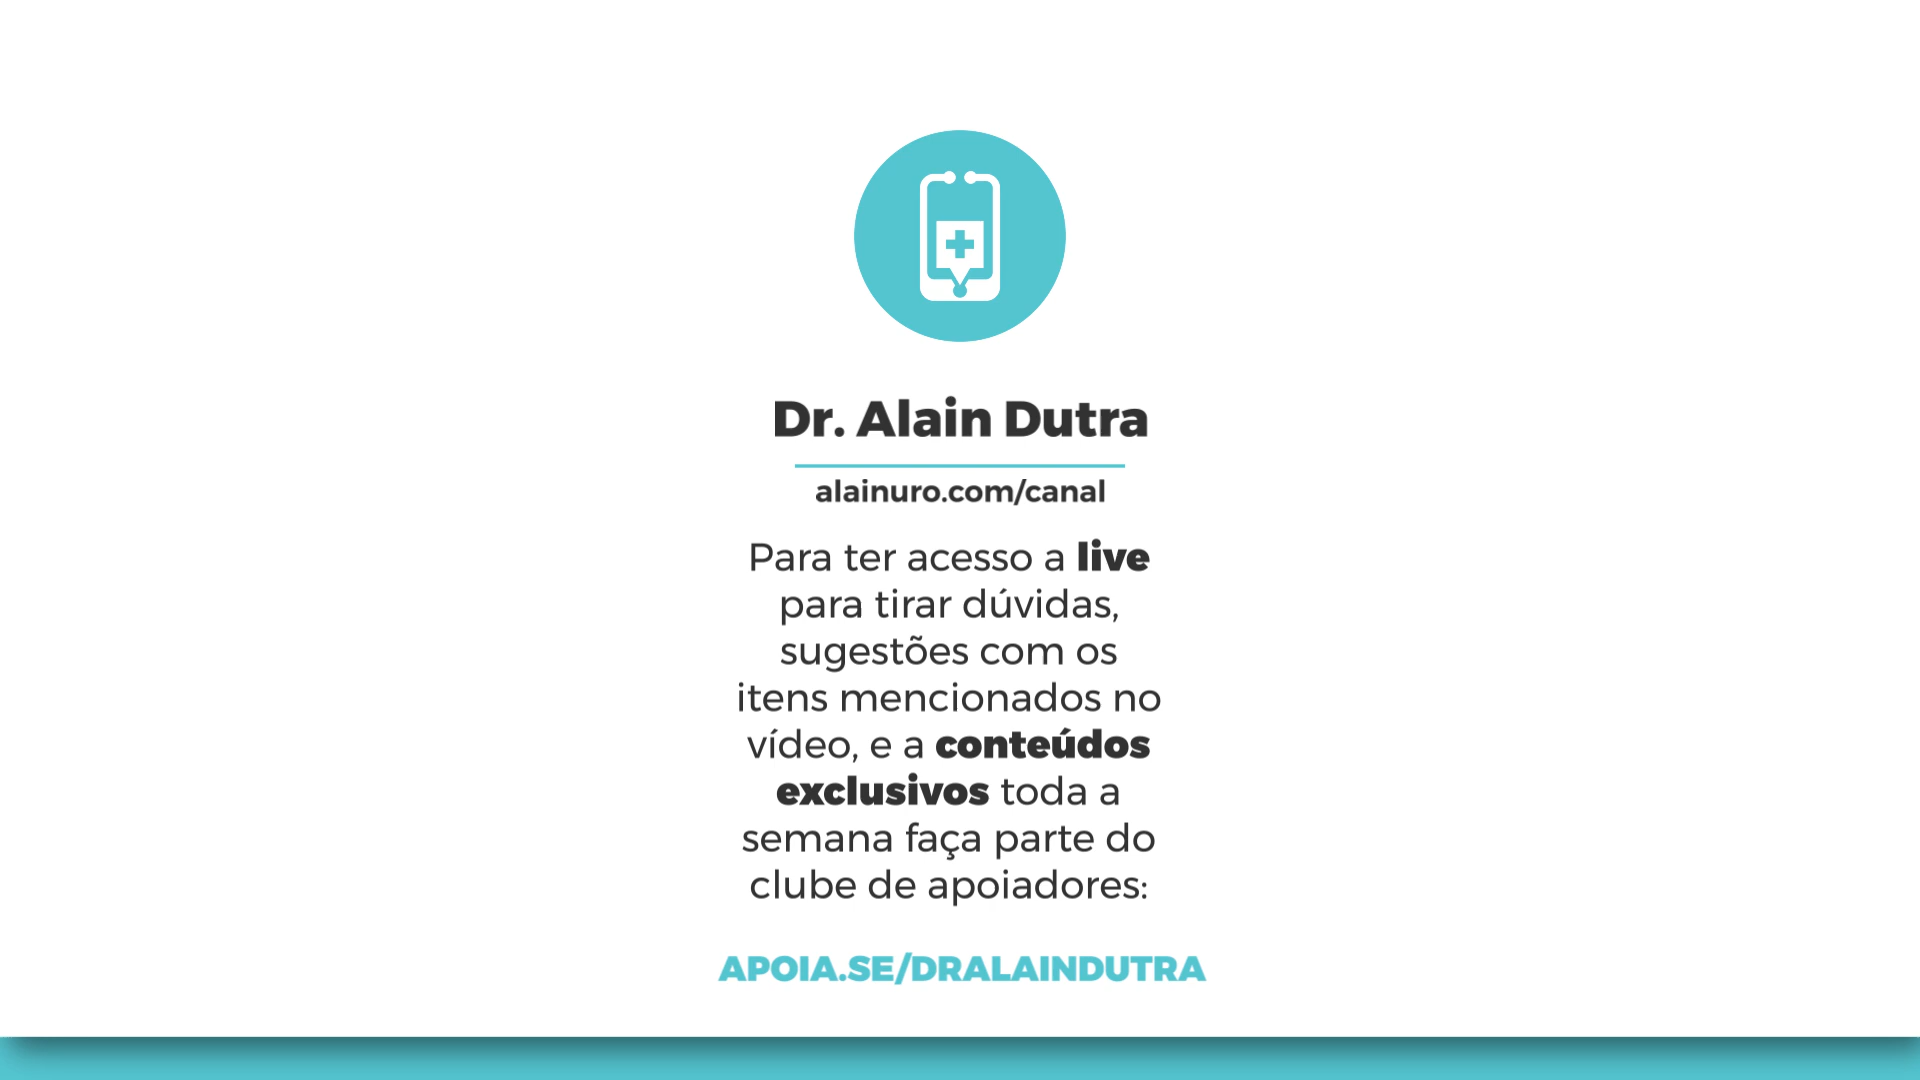 Dr. Alain Dutra
alainuro.com/canal
Para ter acesso a live
para tirar dúvidas,
sugestões com os
itens mencionados no
vídeo, e a conteúdos
exclusivos toda a
semana faça parte do
clube de apoiadores:
APOIA.SE/DRALAINDUTRA